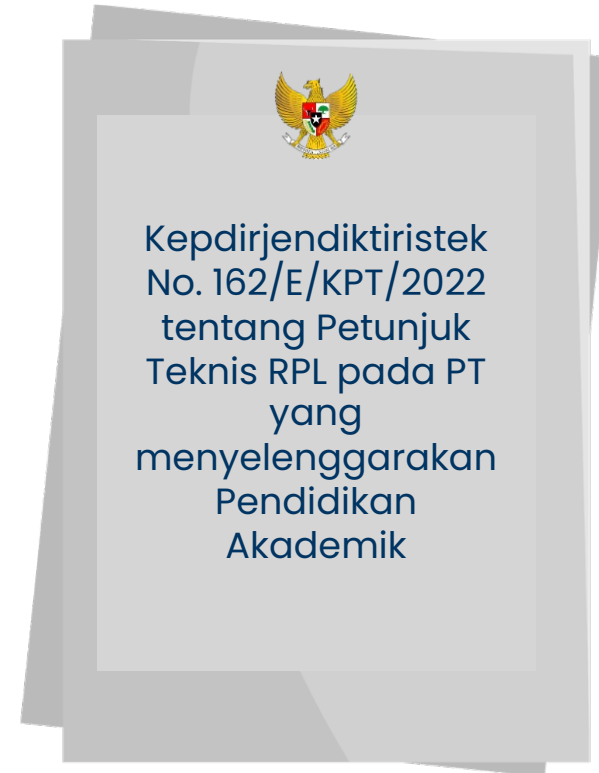 Kepdirjendiktiristek
No. 162/E/KPT/2022
tentang Petunjuk
Teknis RPL pada PT
yang
menyelenggarakan
Pendidikan
Akademik